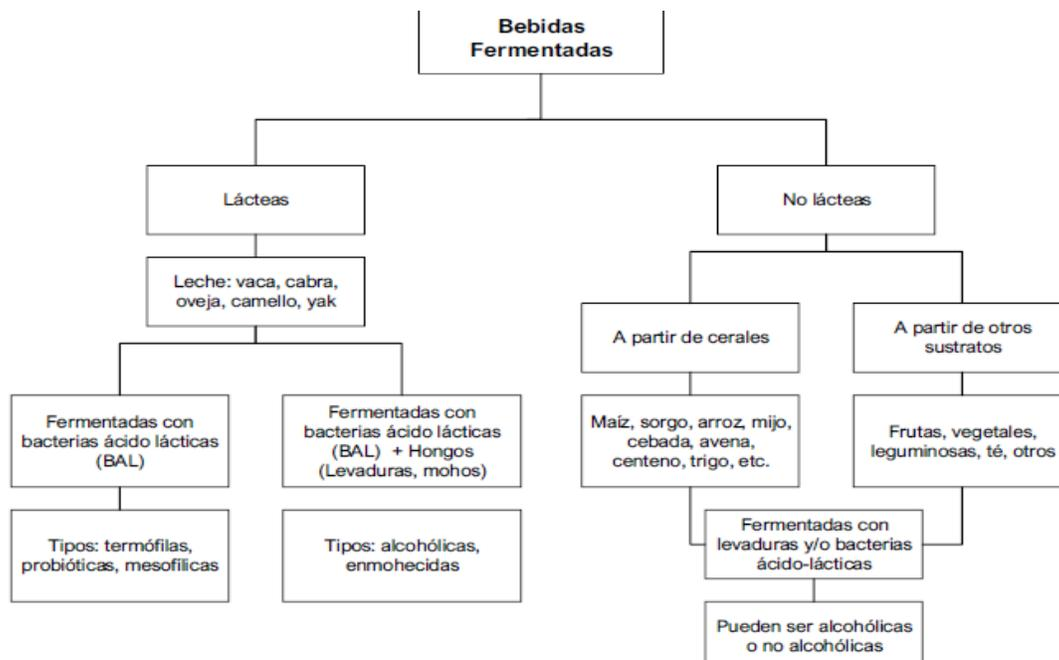 Bebidas
Fermentadas
Lácteas
No lácteas
Leche: vaca, cabra,
oveja, camello, yak
A partir de cerales
A partir de otros
sustratos
Fermentadas con
bacterias ácido lácticas
(BAL)
Fermentadas con
bacterias ácido lácticas
(BAL) + Hongos
(Levaduras, mohos)
Maíz, sorgo, arroz, mijo,
cebada, avena,
centeno, trigo, etc.
Frutas, vegetales,
leguminosas, té, otros
Tipos: termófilas,
probióticas, mesofílicas
Tipos: alcohólicas,
enmohecidas
Fermentadas con
levaduras y/o bacterias
ácido-lácticas
Pueden ser alcohólicas
o no alcohólicas